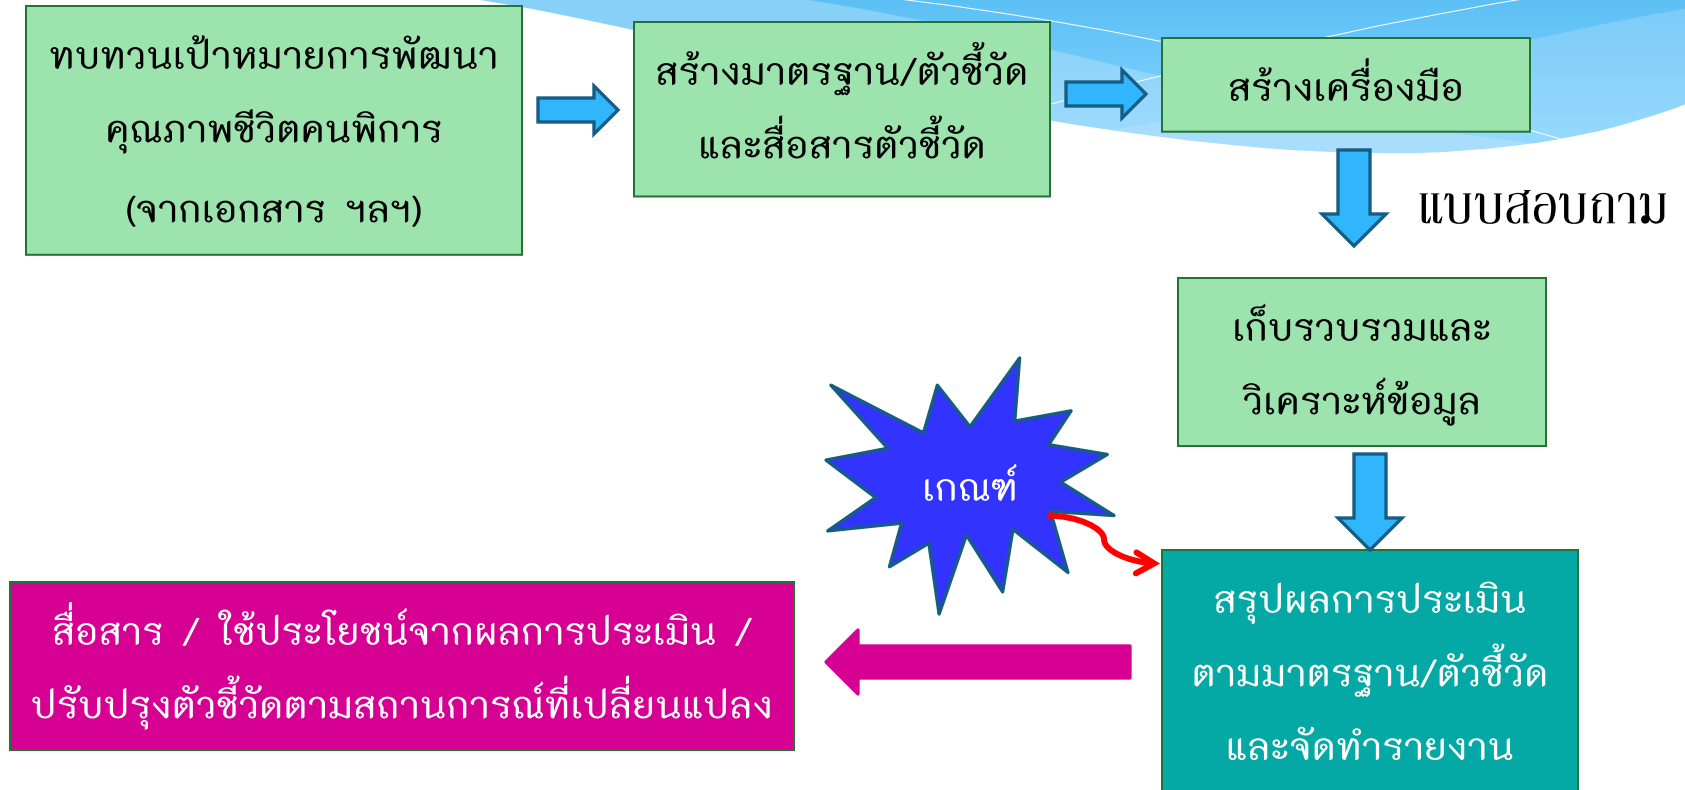 ทบทวนเป้าหมายการพัฒนา
คุณภาพชีวิตคนพิการ
(จากเอกสาร ฯลฯ)
สร้างมาตรฐาน/ตัวชี้วัด
และสื่อสารตัวชี้วัด
สร้างเครื่องมือ
แบบสอบถาม
เก็บรวบรวมและ
วิเคราะห์ข้อมูล
เกณฑ์
สรุปผลการประเมิน
ตามมาตรฐาน/ตัวชี้วัด
และจัดทำรายงาน
สื่อสาร / ใช้ประโยชน์จากผลการประเมิน /
ปรับปรุงตัวชี้วัดตามสถานการณ์ที่เปลี่ยนแปลง